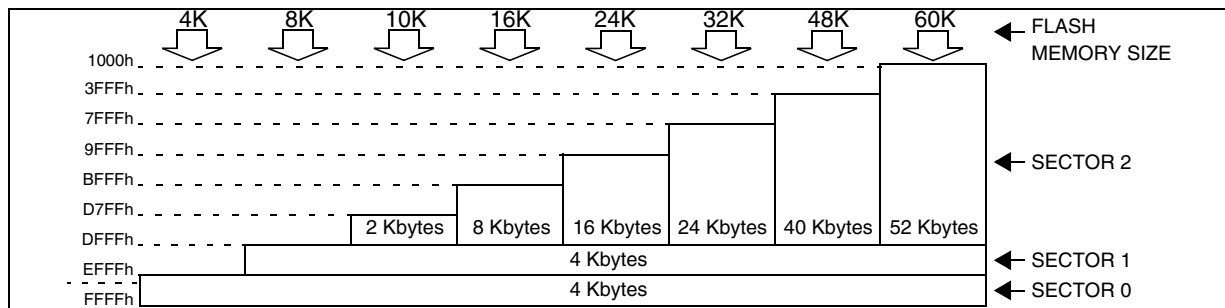 4K 8K 10K 16K 24K 32K 48K 60K
FLASH
MEMORY SIZE
1000h
3FFFh
7FFFh
9FFFh
SECTOR 2
BFFFh
D7FFh
2 Kbytes 8 Kbytes 16 Kbytes 24 Kbytes 40 Kbytes 52 Kbytes
DFFFh
4 Kbytes
SECTOR 1
EFFFh
4 Kbytes
SECTOR 0
FFFFh